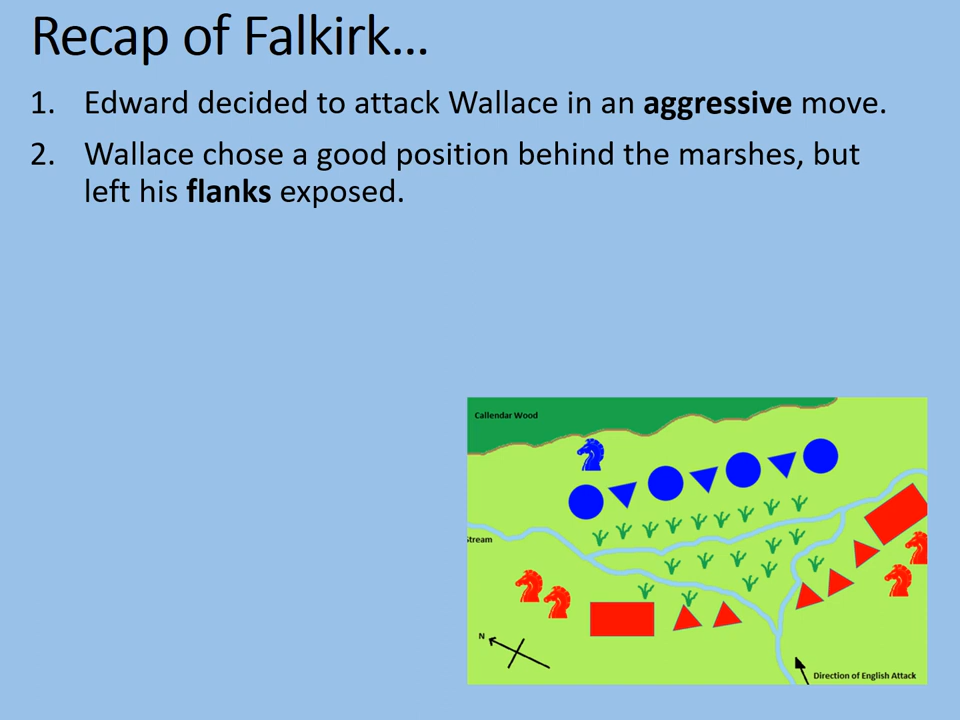 Recap of Falkirk...
1. Edward decided to attack Wallace in an aggressive move.
2. Wallace chose a good position behind the marshes, but
left his flanks exposed.
Callendar Wood
Stream
N
Direction of English Attack